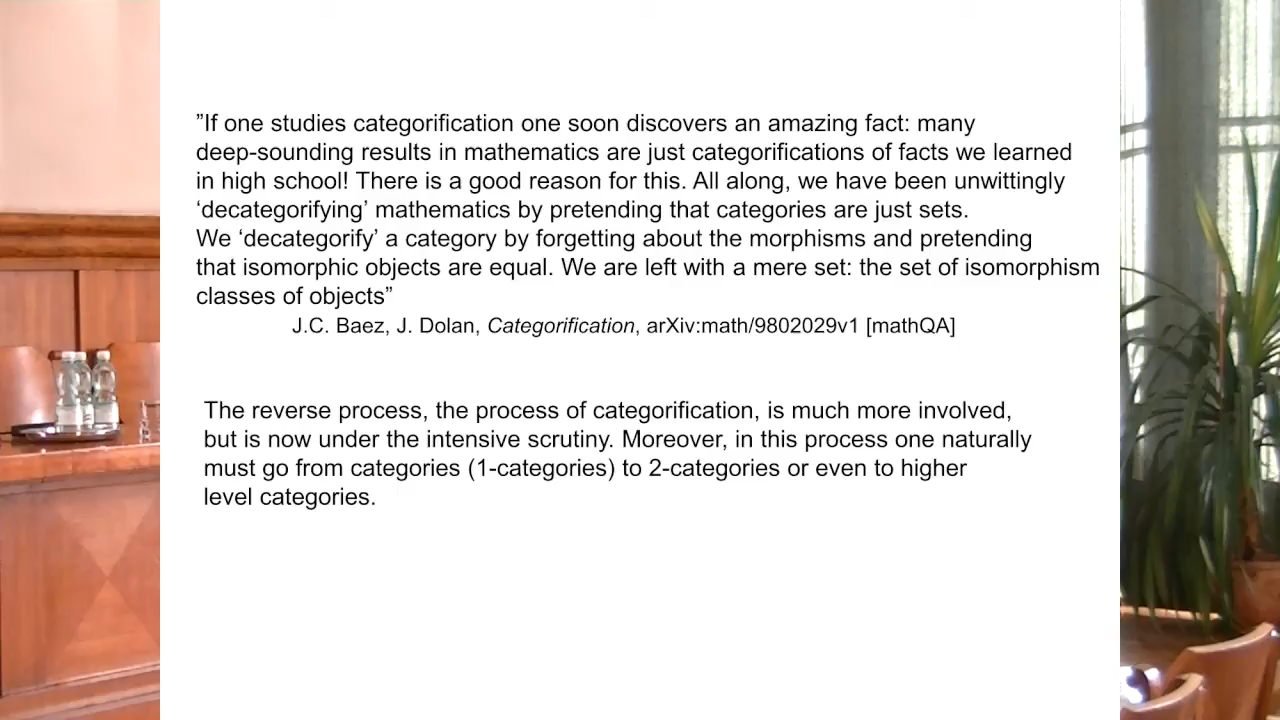 ”If one studies categorification one soon discovers an amazing fact: many
deep-sounding results in mathematics are just categorifications of facts we learned
in high school! There is a good reason for this. All along, we have been unwittingly
‘decategorifying’ mathematics by pretending that categories are just sets.
We ‘decategorify’ a category by forgetting about the morphisms and pretending
that isomorphic objects are equal. We are left with a mere set: the set of isomorphism
classes of objects”
J.C. Baez, J. Dolan, Categorification, arXiv:math/9802029v1 [mathQA]
The reverse process, the process of categorification, is much more involved,
but is now under the intensive scrutiny. Moreover, in this process one naturally
must go from categories (1-categories) to 2-categories or even to higher
level categories.